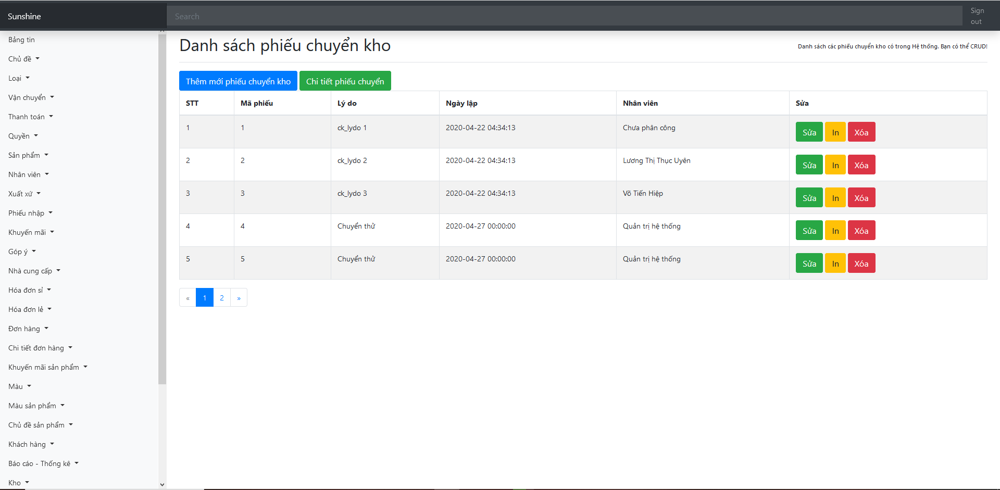 Sunshine
Search
Sign out
Bảng tin
Chủ đề
Loại
Vận chuyển
Thanh toán
Quyền
Sản phẩm
Nhân viên
Xuất xứ
Phiếu nhập
Khuyến mãi
Góp ý
Nhà cung cấp
Hóa đơn sỉ
Hóa đơn lẻ
Đơn hàng
Chi tiết đơn hàng
Khuyến mãi sản phẩm
Màu
Màu sản phẩm
Chủ đề sản phẩm
Khách hàng
Báo cáo - Thống kê
Kho
Danh sách phiếu chuyển kho
Danh sách các phiếu chuyển kho có trong Hệ thống. Bạn có thể CRUD!
Thêm mới phiếu chuyển kho Chi tiết phiếu chuyển
STT Mã phiếu Lý do Ngày lập Nhân viên Sửa
1 1 ck_lydo 1 2020-04-22 04:34:13 Chưa phân công Sửa In Xóa
2 2 ck_lydo 2 2020-04-22 04:34:13 Lương Thị Thục Uyên Sửa In Xóa
3 3 ck_lydo 3 2020-04-22 04:34:13 Võ Tiến Hiệp Sửa In Xóa
4 4 Chuyển thử 2020-04-27 00:00:00 Quản trị hệ thống Sửa In Xóa
5 5 Chuyển thử 2020-04-27 00:00:00 Quản trị hệ thống Sửa In Xóa
« 1 2 »